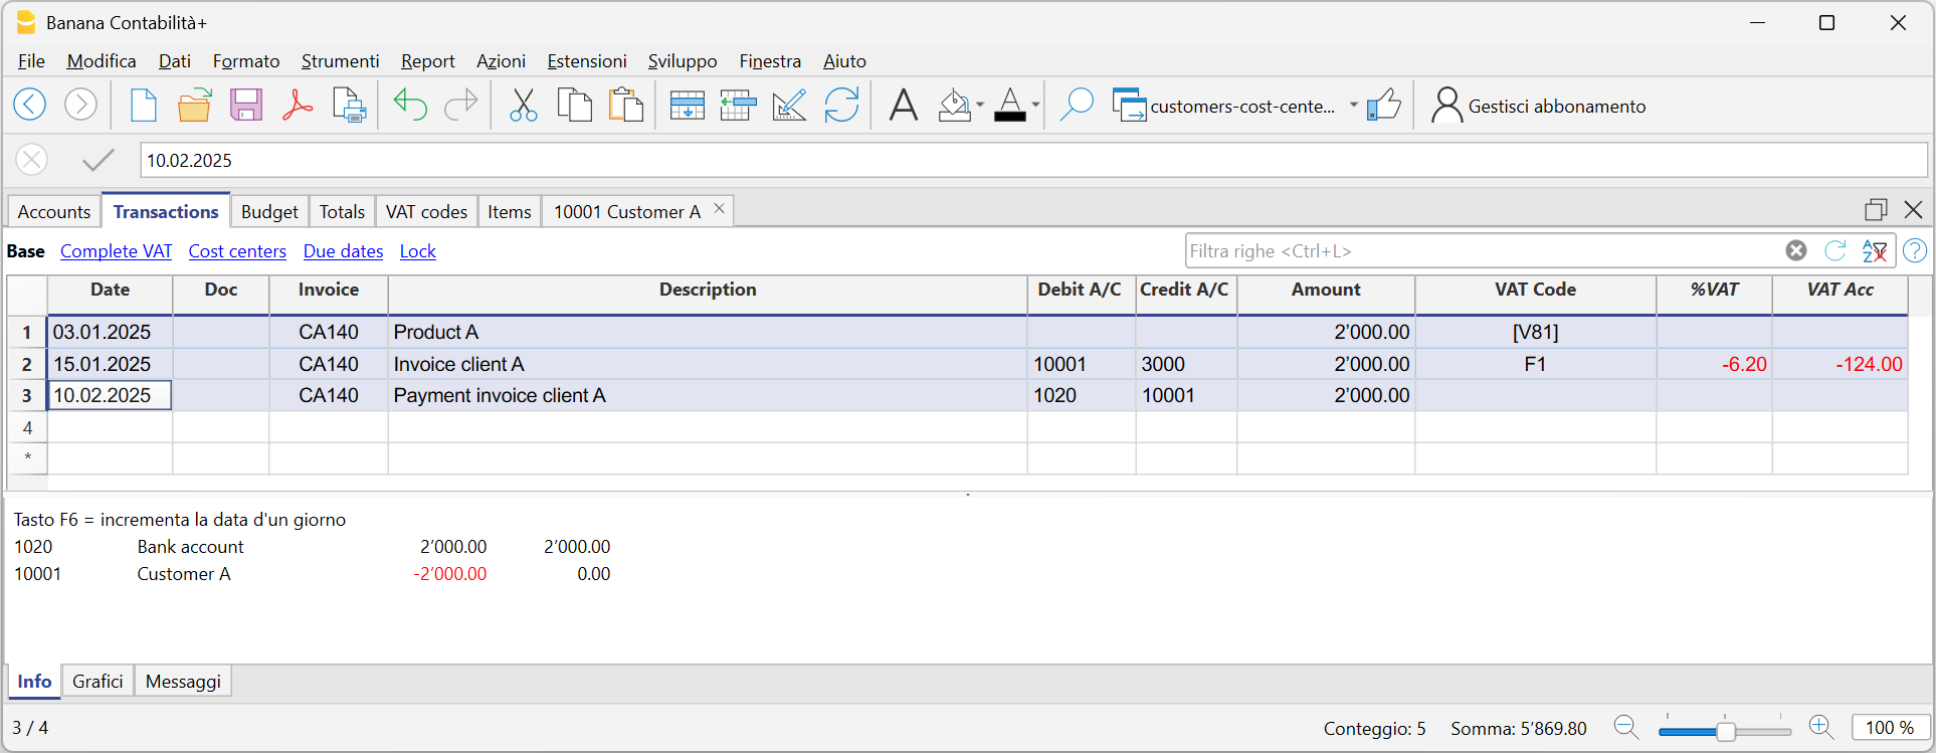 Banana Contabilità+
File Modifica Dati Formato Strumenti Report Azioni Estensioni Sviluppo Finestra Aiuto
customers-cost-cente... Gestisci abbonamento
10.02.2025
Accounts Transactions Budget Totals VAT codes Items 10001 Customer A
Base Complete VAT Cost centers Due dates Lock Filtra righe <Ctrl+L>
Date Doc Invoice Description Debit A/C Credit A/C Amount VAT Code %VAT VAT Acc
1 03.01.2025 CA140 Product A 2’000.00 [V81]
2 15.01.2025 CA140 Invoice client A 10001 3000 2’000.00 F1 -6.20 -124.00
3 10.02.2025 CA140 Payment invoice client A 1020 10001 2’000.00
4
*
Tasto F6 = incrementa la data d'un giorno
1020 Bank account 2’000.00 2’000.00
10001 Customer A -2’000.00 0.00
Info Grafici Messaggi
3 / 4 Conteggio: 5 Somma: 5’869.80 100 %